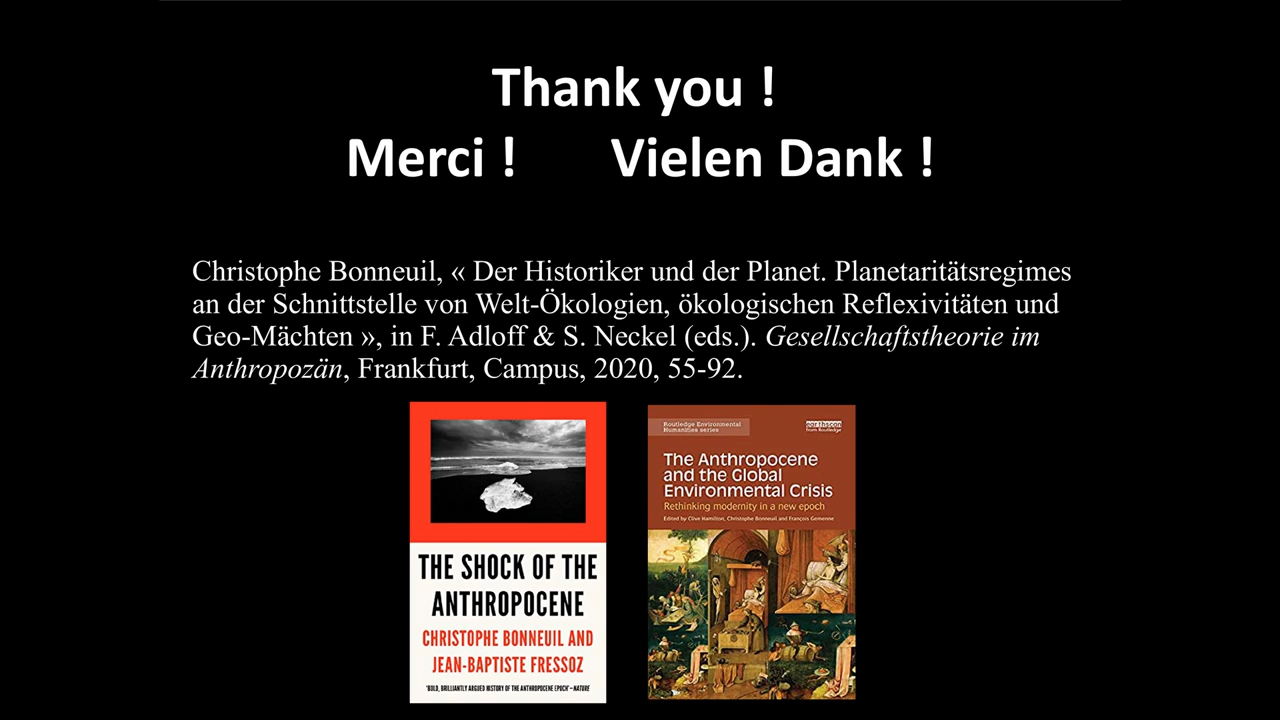 Thank you !
Merci ! Vielen Dank !
Christophe Bonneuil, « Der Historiker und der Planet. Planetaritätsregimes
an der Schnittstelle von Welt-Ökologien, ökologischen Reflexivitäten und
Geo-Mächten », in F. Adloff & S. Neckel (eds.). Gesellschaftstheorie im
Anthropozän, Frankfurt, Campus, 2020, 55-92.
THE SHOCK OF THE
ANTHROPOCENE
CHRISTOPHE BONNEUIL AND
JEAN-BAPTISTE FRESSOZ
'BOLD, BRILLIANTLY ARGUED HISTORY OF THE ANTHROPOCENE EPOCH' – NATURE
Routledge Environmental
Humanities series
earthscan
from Routledge
The Anthropocene
and the Global
Environmental Crisis
Rethinking modernity in a new epoch
Edited by Clive Hamilton, Christophe Bonneuil and François Gemenne